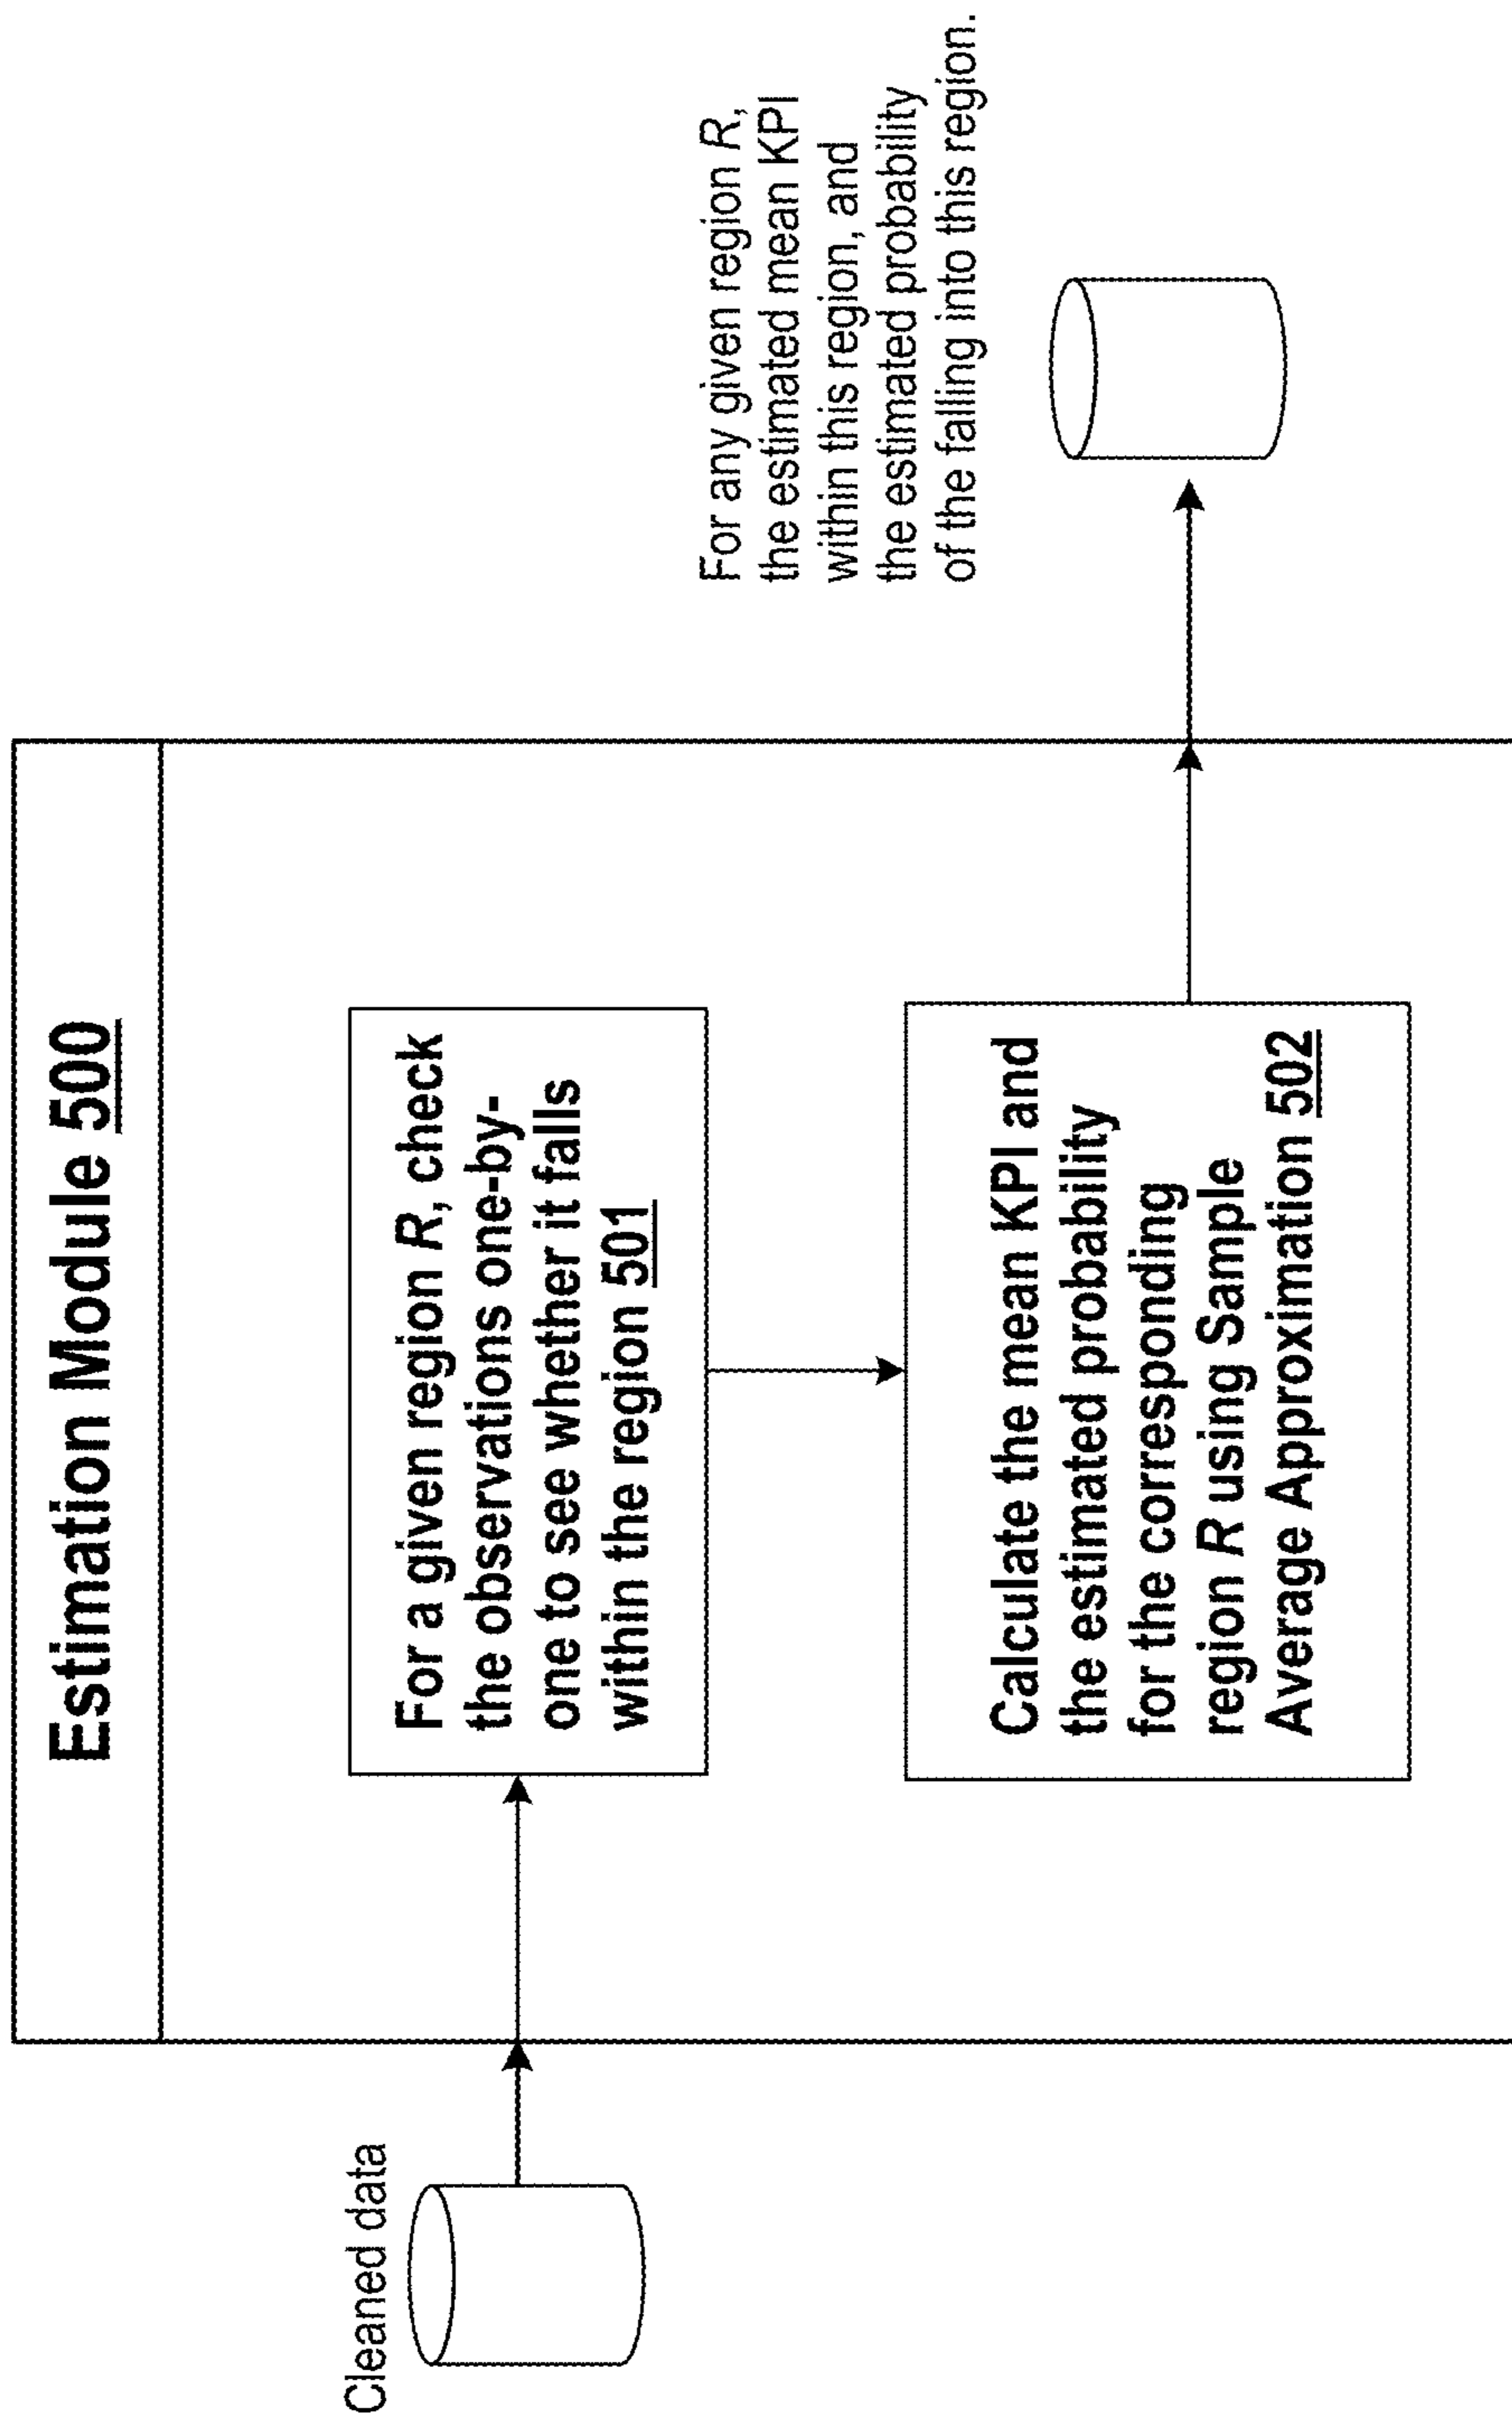 Estimation Module 500
Cleaned data
For a given region R, check
the observations one-by-
one to see whether it falls
within the region 501
Calculate the mean KPI and
the estimated probability
for the corresponding
region R using Sample
Average Approximation 502
For any given region R,
the estimated mean KPI
within this region, and
the estimated probability
of the falling into this region.